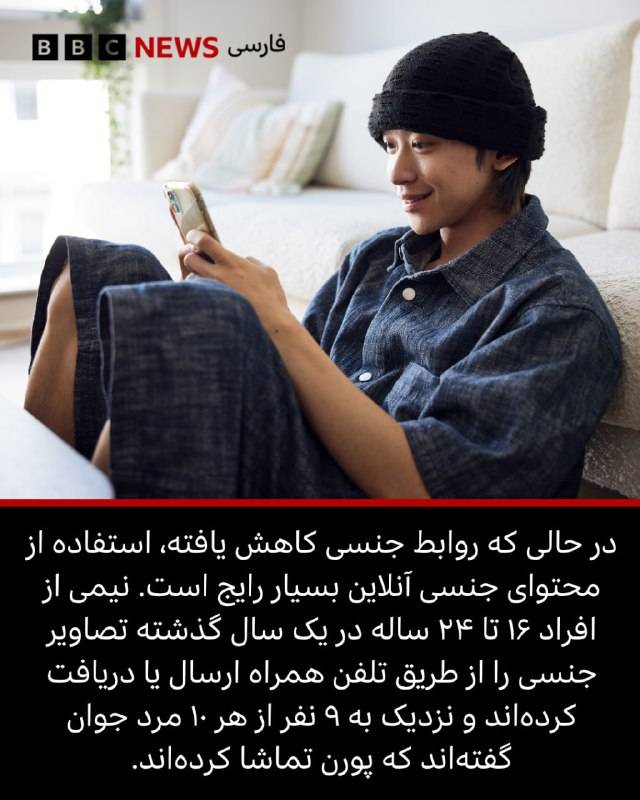 BBC NEWS فارسی
در حالی که روابط جنسی کاهش یافته، استفاده از
محتوای جنسی آنلاین بسیار رایج است. نیمی از
افراد ۱۶ تا ۲۴ ساله در یک سال گذشته تصاویر
جنسی را از طریق تلفن همراه ارسال یا دریافت
کرده‌اند و نزدیک به ۹ نفر از هر ۱۰ مرد جوان
گفته‌اند که پورن تماشا کرده‌اند.